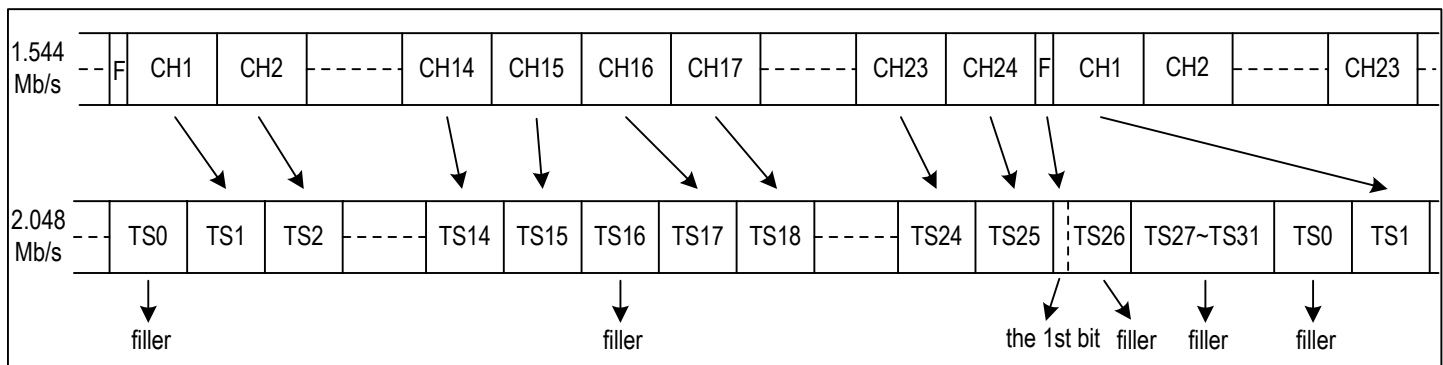 1.544
Mb/s
F CH1 CH2 CH14 CH15 CH16 CH17 CH23 CH24 F CH1 CH2 CH23
2.048
Mb/s
TS0 TS1 TS2 TS14 TS15 TS16 TS17 TS18 TS24 TS25 TS26 TS27~TS31 TS0 TS1
filler filler the 1st bit filler filler filler